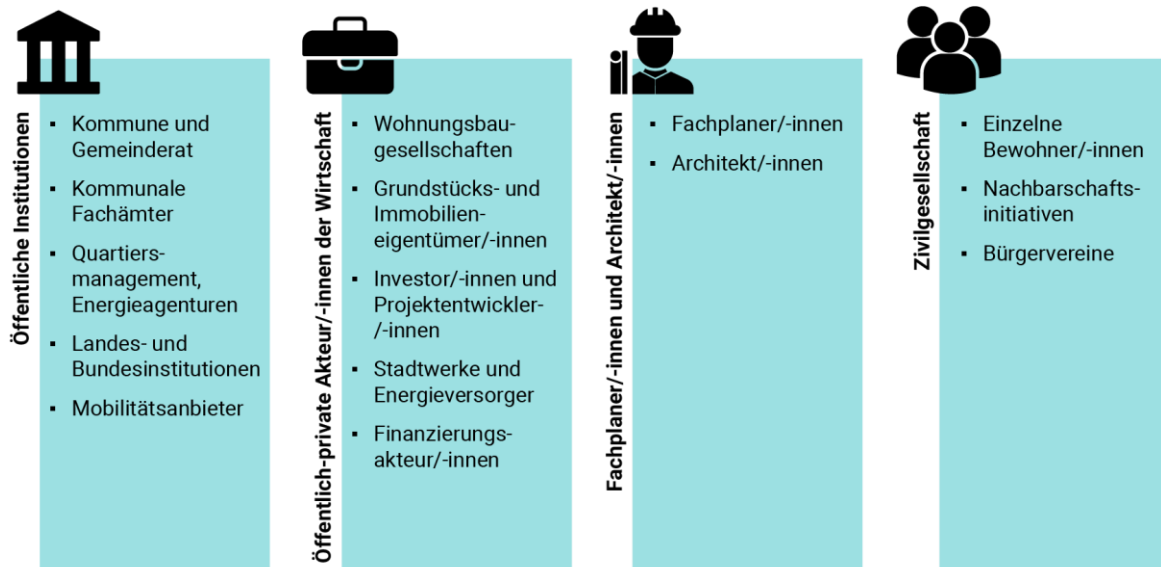 Öffentliche Institutionen
▪ Kommune und
Gemeinderat
▪ Kommunale
Fachämter
▪ Quartiers-
management,
Energieagenturen
▪ Landes- und
Bundesinstitutionen
▪ Mobilitätsanbieter
Öffentlich-private Akteur/-innen der Wirtschaft
▪ Wohnungsbau-
gesellschaften
▪ Grundstücks- und
Immobilien-
eigentümer/-innen
▪ Investor/-innen und
Projektentwickler-
/-innen
▪ Stadtwerke und
Energieversorger
▪ Finanzierungs-
akteur/-innen
Fachplaner/-innen und Architekt/-innen
▪ Fachplaner/-innen
▪ Architekt/-innen
Zivilgesellschaft
▪ Einzelne
Bewohner/-innen
▪ Nachbarschafts-
initiativen
▪ Bürgervereine